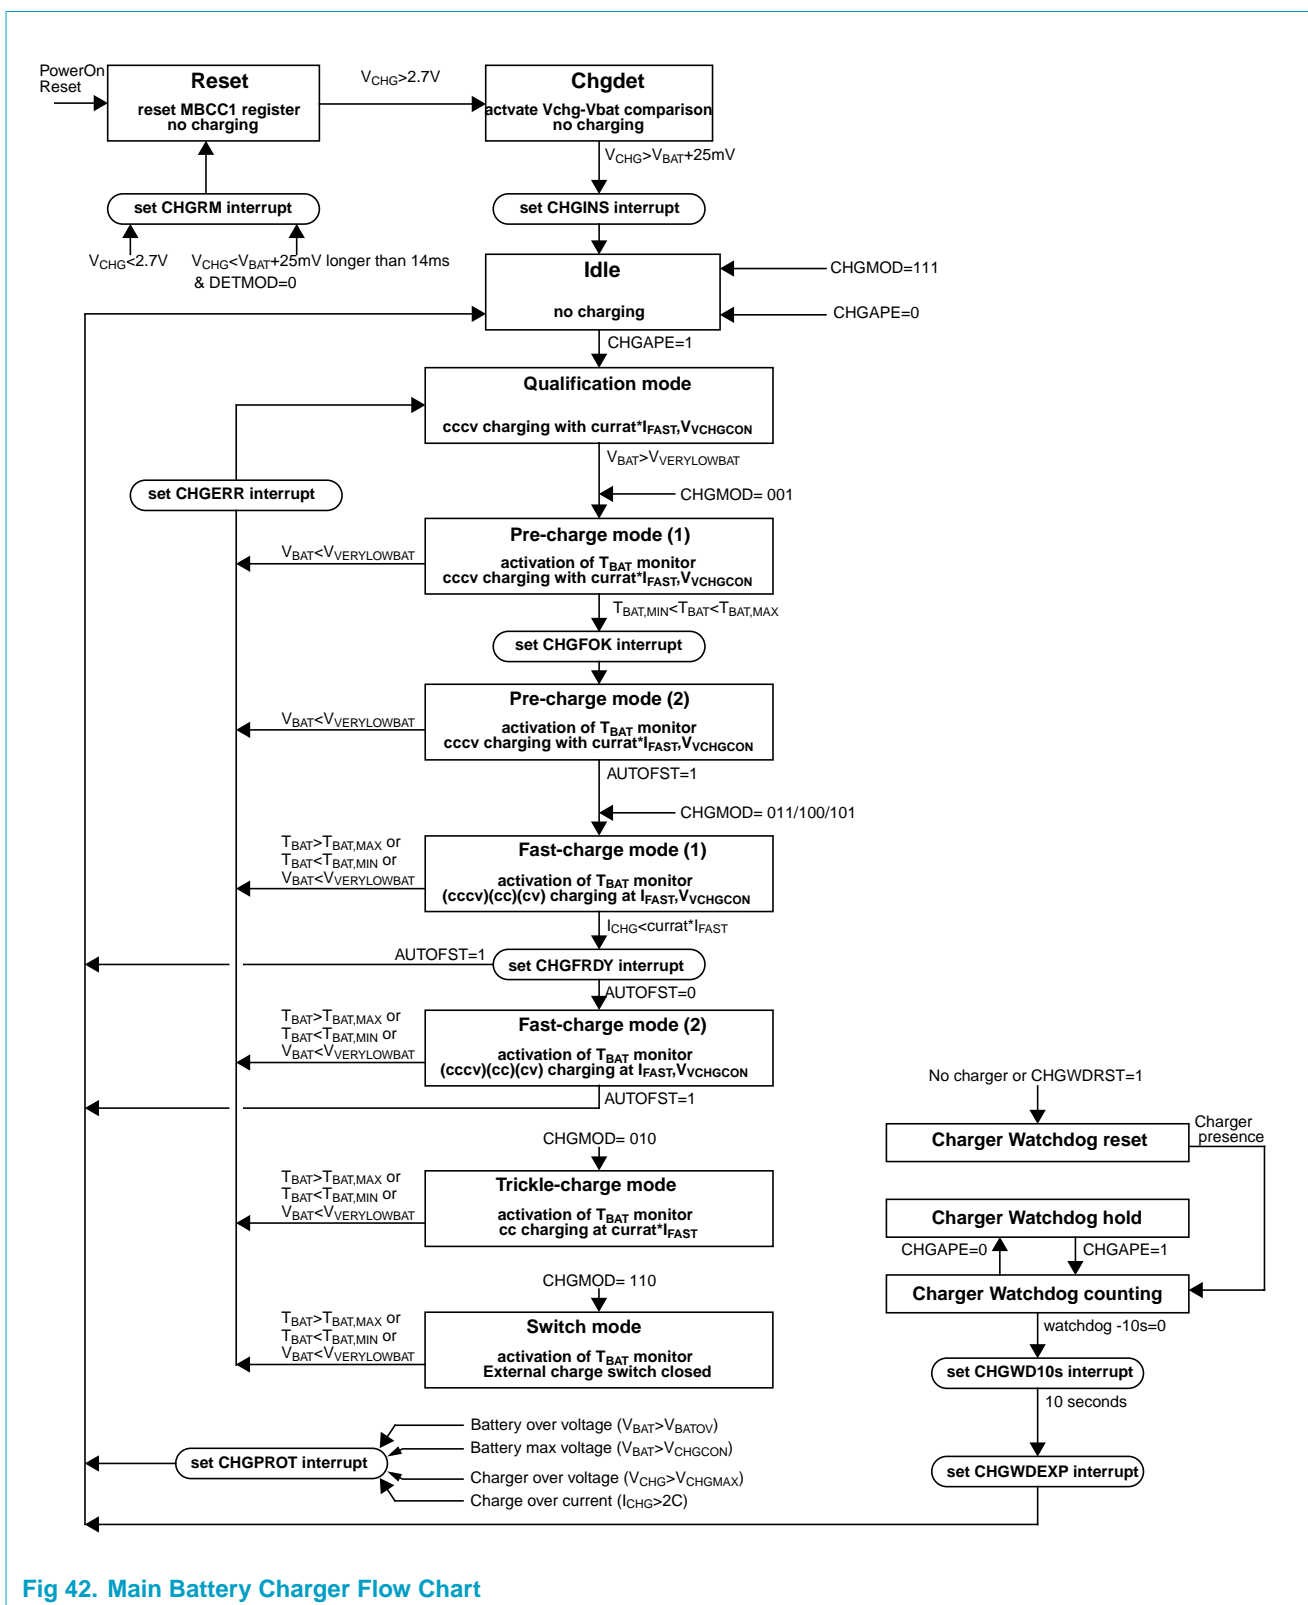 PowerOn
Reset
Reset
reset MBCC1 register
no charging
VCHG>2.7V
Chgdet
actvate Vchg-Vbat comparison
no charging
VCHG>VBAT+25mV
set CHGRM interrupt
set CHGINS interrupt
VCHG<2.7V
VCHG<VBAT+25mV longer than 14ms
& DETMOD=0
Idle
no charging
CHGMOD=111
CHGAPE=0
CHGAPE=1
Qualification mode
cccv charging with currat*IFAST,VVCHGCON
VBAT>VVERYLOWBAT
set CHGERR interrupt
CHGMOD= 001
Pre-charge mode (1)
activation of TBAT monitor
cccv charging with currat*IFAST,VVCHGCON
VBAT<VVERYLOWBAT
TBAT,MIN<TBAT<TBAT,MAX
set CHGFOK interrupt
Pre-charge mode (2)
activation of TBAT monitor
cccv charging with currat*IFAST,VVCHGCON
VBAT<VVERYLOWBAT
AUTOFST=1
CHGMOD= 011/100/101
TBAT>TBAT,MAX or
TBAT<TBAT,MIN or
VBAT<VVERYLOWBAT
Fast-charge mode (1)
activation of TBAT monitor
(cccv)(cc)(cv) charging at IFAST,VVCHGCON
ICHG<currat*IFAST
AUTOFST=1
set CHGFRDY interrupt
AUTOFST=0
TBAT>TBAT,MAX or
TBAT<TBAT,MIN or
VBAT<VVERYLOWBAT
Fast-charge mode (2)
activation of TBAT monitor
(cccv)(cc)(cv) charging at IFAST,VVCHGCON
AUTOFST=1
CHGMOD= 010
TBAT>TBAT,MAX or
TBAT<TBAT,MIN or
VBAT<VVERYLOWBAT
Trickle-charge mode
activation of TBAT monitor
cc charging at currat*IFAST
CHGMOD= 110
TBAT>TBAT,MAX or
TBAT<TBAT,MIN or
VBAT<VVERYLOWBAT
Switch mode
activation of TBAT monitor
External charge switch closed
No charger or CHGWDRST=1
Charger Watchdog reset
Charger
presence
Charger Watchdog hold
CHGAPE=0
CHGAPE=1
Charger Watchdog counting
watchdog -10s=0
set CHGWD10s interrupt
10 seconds
set CHGWDEXP interrupt
set CHGPROT interrupt
Battery over voltage (VBAT>VBATOV)
Battery max voltage (VBAT>VCHGCON)
Charger over voltage (VCHG>VCHGMAX)
Charge over current (ICHG>2C)
Fig 42. Main Battery Charger Flow Chart